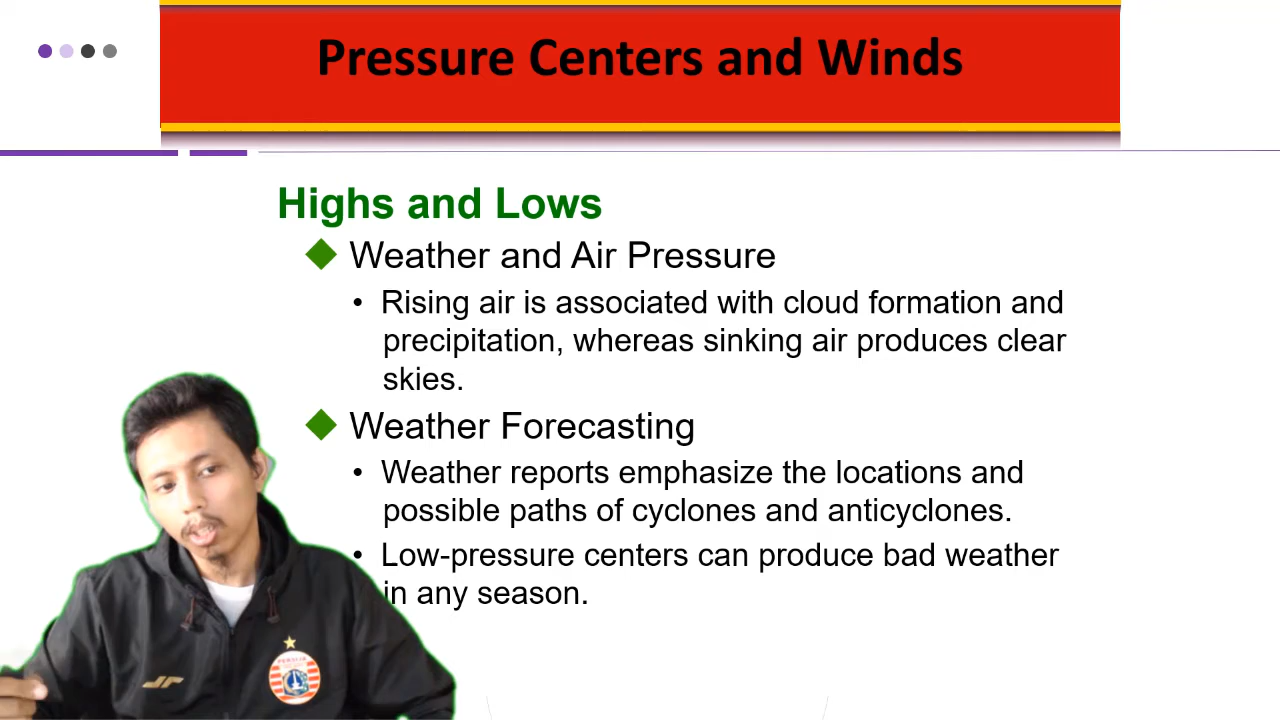 Pressure Centers and Winds
Highs and Lows
Weather and Air Pressure
• Rising air is associated with cloud formation and
precipitation, whereas sinking air produces clear
skies.
Weather Forecasting
• Weather reports emphasize the locations and
possible paths of cyclones and anticyclones.
• Low-pressure centers can produce bad weather
in any season.
PERSIJA